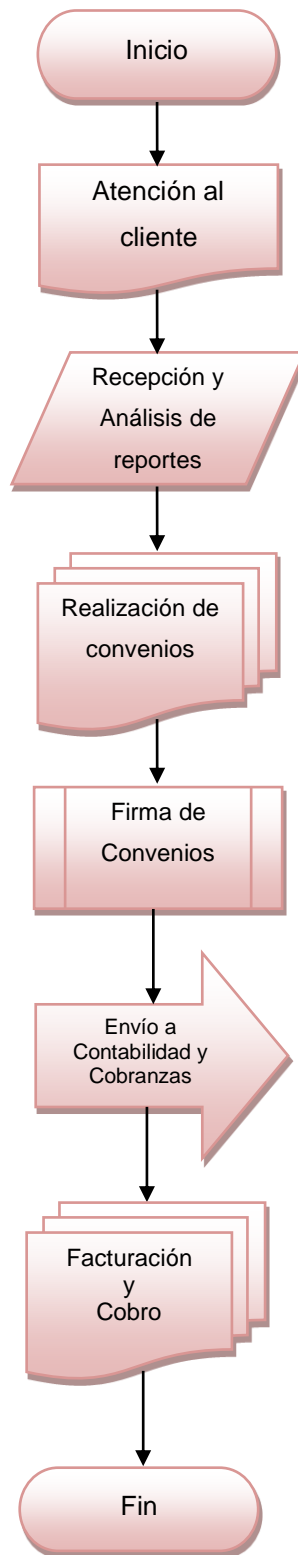 Inicio
Atención al
cliente
Recepción y
Análisis de
reportes
Realización de
convenios
Firma de
Convenios
Envío a
Contabilidad y
Cobranzas
Facturación
y
Cobro
Fin